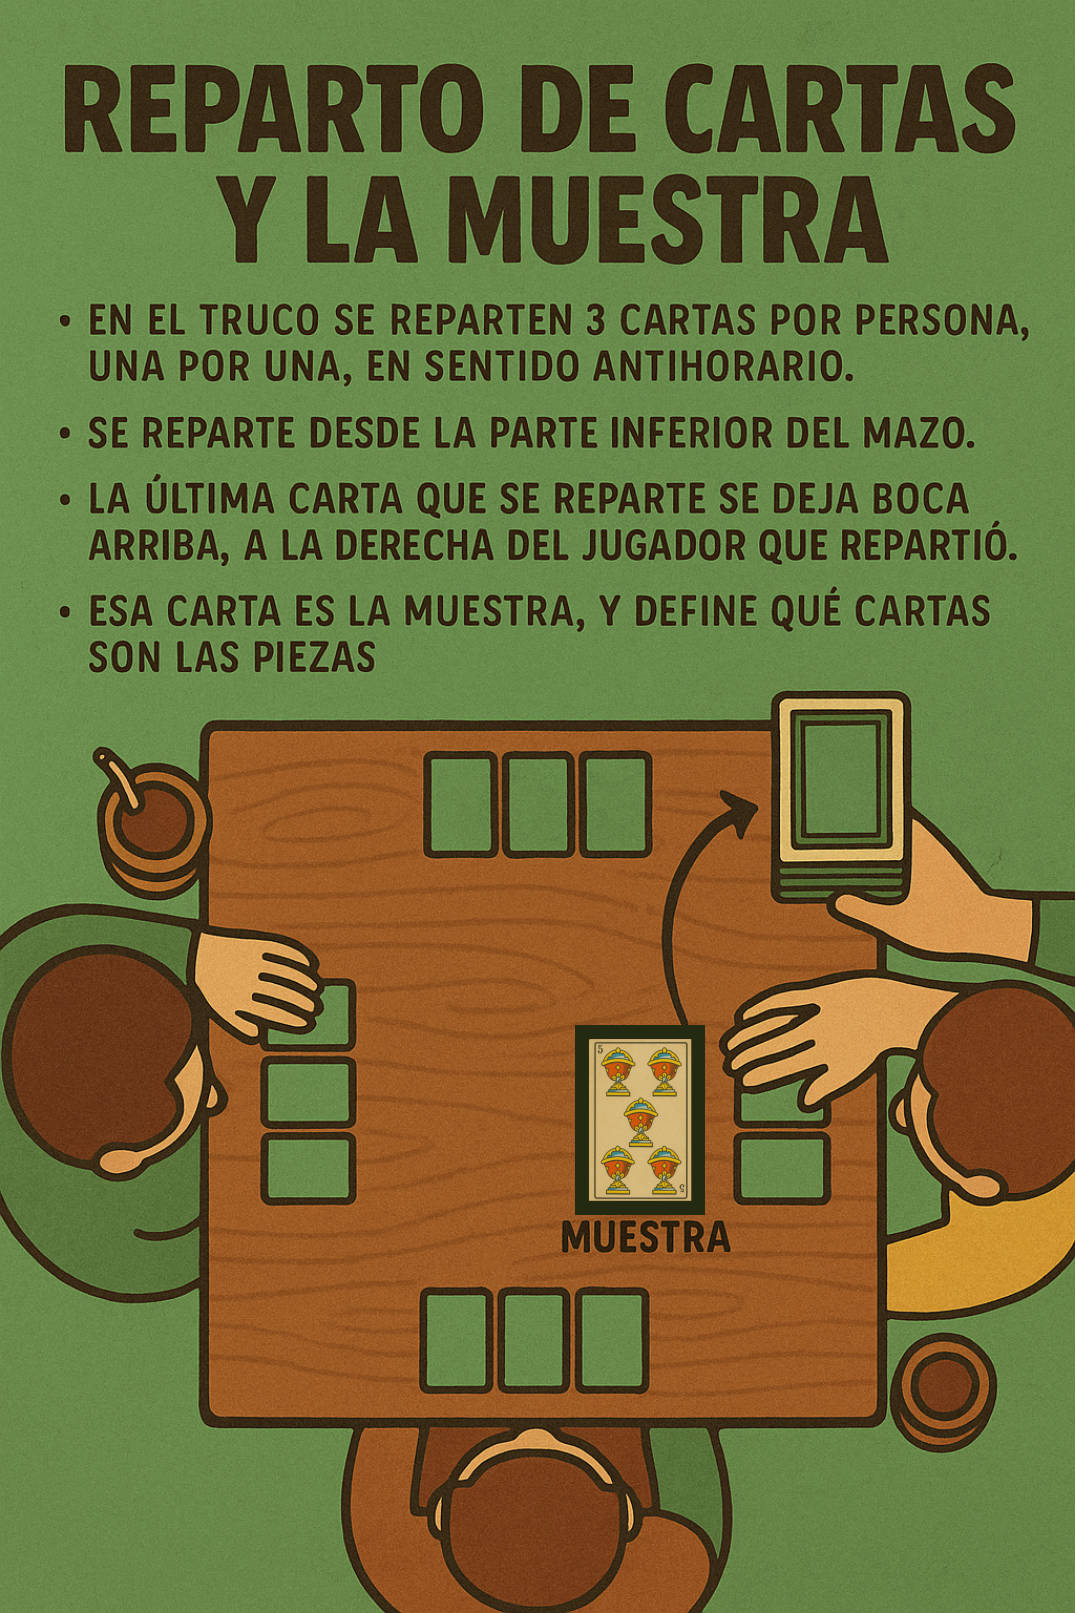 REPARTO DE CARTAS
Y LA MUESTRA
• EN EL TRUCO SE REPARTEN 3 CARTAS POR PERSONA,
UNA POR UNA, EN SENTIDO ANTIHORARIO.
• SE REPARTE DESDE LA PARTE INFERIOR DEL MAZO.
• LA ÚLTIMA CARTA QUE SE REPARTE SE DEJA BOCA
ARRIBA, A LA DERECHA DEL JUGADOR QUE REPARTIÓ.
• ESA CARTA ES LA MUESTRA, Y DEFINE QUÉ CARTAS
SON LAS PIEZAS
5
5
MUESTRA